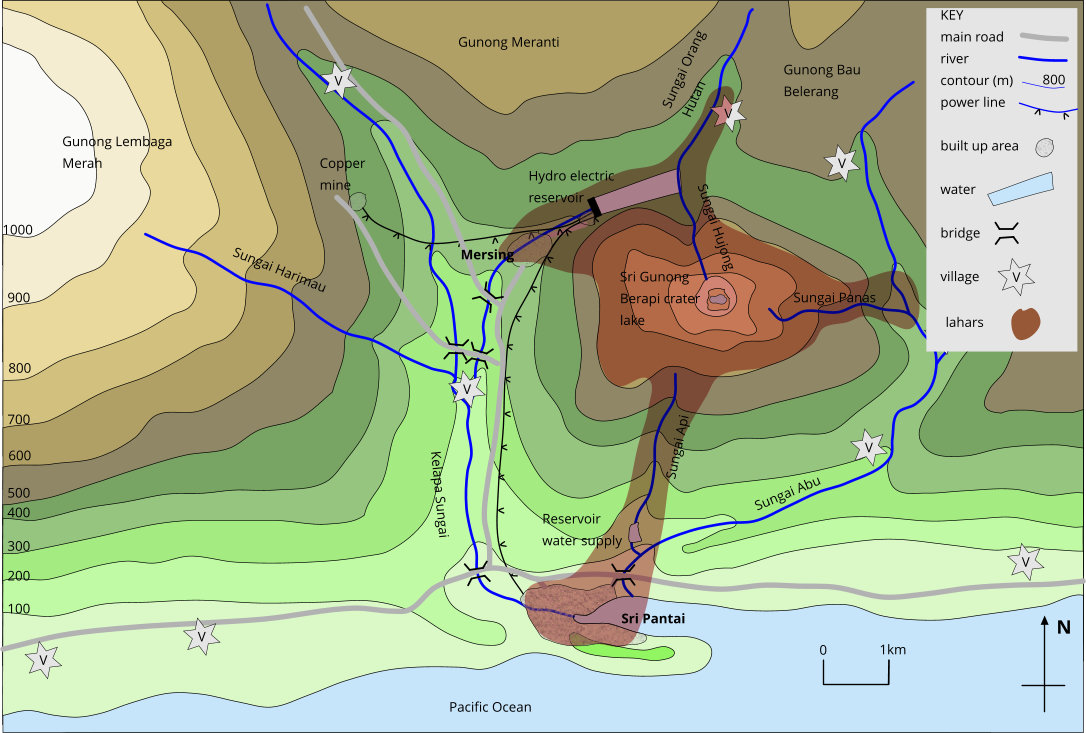 Gunong Meranti
Sungai Orang
Hutan
Gunong Bau
Belerang
KEY
main road
river
contour (m)
800
power line
built up area
water
bridge
village
V
lahars
V
V
V
Gunong Lembaga
Merah
Copper
mine
Hydro electric
reservoir
Sungai Hujong
1000
Sungai Harimau
Mersing
Sri Gunong
Berapi crater
lake
Sungai Panas
900
800
700
600
500
400
300
200
100
V
V
Kelapa Sungai
Sungai Api
Sungai Abu
Reservoir
water supply
V
Sri Pantai
V
V
0
1km
N
Pacific Ocean